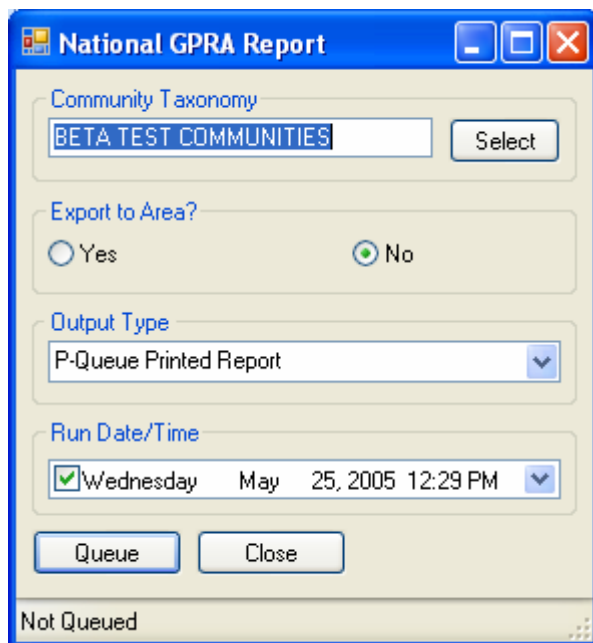 National GPRA Report
Community Taxonomy
BETA TEST COMMUNITIES
Select
Export to Area?
Yes No
Output Type
P-Queue Printed Report
Run Date/Time
Wednesday May 25, 2005 12:29 PM
Queue Close
Not Queued